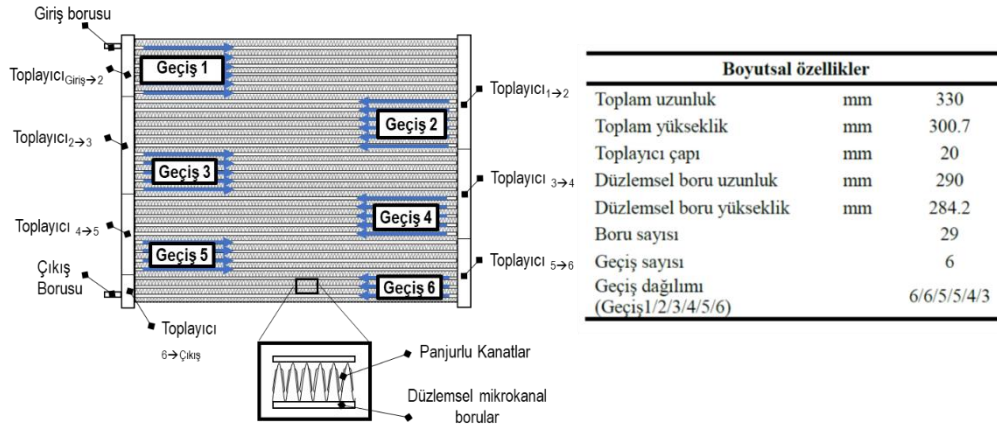 Giriş borusu
Toplayıcı Giriş→2
Toplayıcı 2→3
Toplayıcı 4→5
Çıkış
Borusu
Geçiş 1
Geçiş 2
Geçiş 3
Geçiş 4
Geçiş 5
Geçiş 6
Toplayıcı 1→2
Toplayıcı 3→4
Toplayıcı 5→6
Toplayıcı
6→Çıkış
Panjurlu Kanatlar
Düzlemsel mikrokanal
borular
Boyutsal özellikler
Toplam uzunluk mm 330
Toplam yükseklik mm 300.7
Toplayıcı çapı mm 20
Düzlemsel boru uzunluk mm 290
Düzlemsel boru yükseklik mm 284.2
Boru sayısı 29
Geçiş sayısı 6
Geçiş dağılımı
(Geçiş1/2/3/4/5/6) 6/6/5/5/4/3